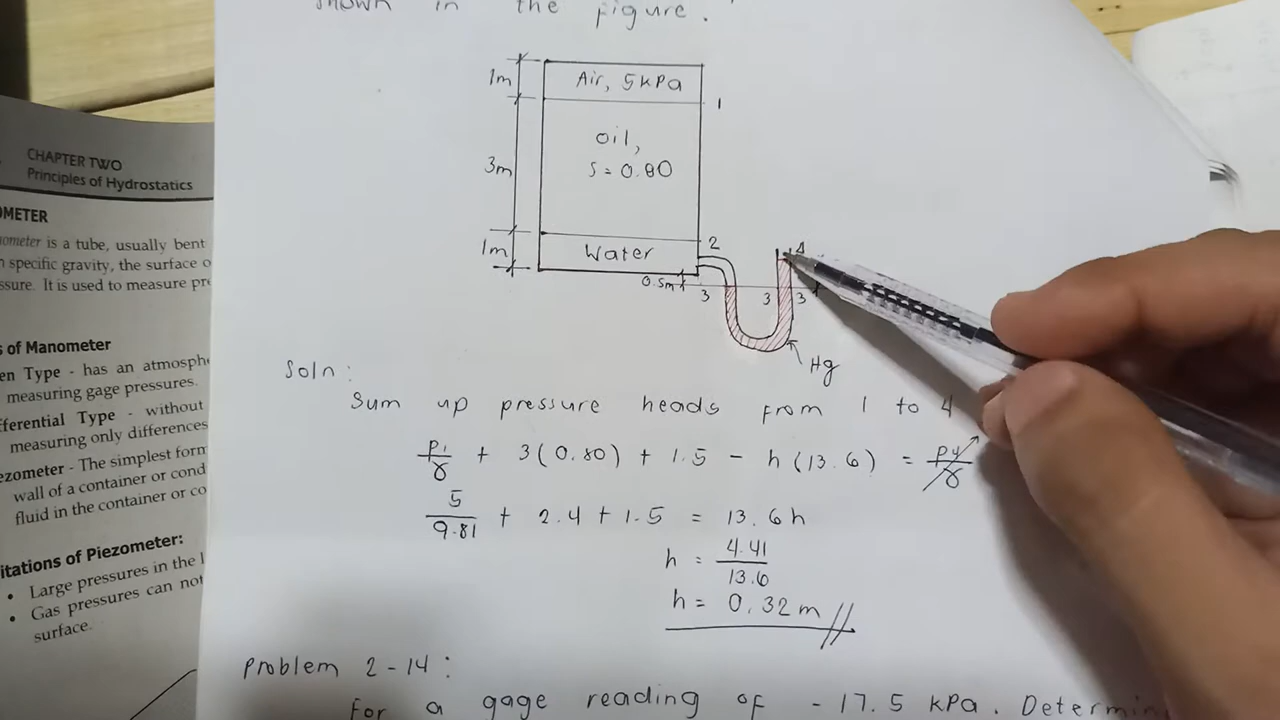 shown in the figure.
1m
Air, 5kPa
1
3m
oil,
s = 0.80
1m
Water
2
4
0.5m
3
3
3
Hg
Soln:
Sum up pressure heads from 1 to 4
P1/γ + 3(0.80) + 1.5 - h(13.6) = P4/γ
5/9.81 + 2.4 + 1.5 = 13.6h
h = 4.41/13.6
h = 0.32m
Problem 2-14:
For a gage reading of -17.5 kPa.
CHAPTER TWO
Principles of Hydrostatics
OMETER
ometer is a tube, usually bent
specific gravity, the surface o
ssure. It is used to measure pre
s of Manometer
en Type - has an atmosph
measuring gage pressures.
fferential Type - without
measuring only differences
ezometer - The simplest form
wall of a container or cond
fluid in the container or co
itations of Piezometer:
• Large pressures in the l
• Gas pressures can not
surface.